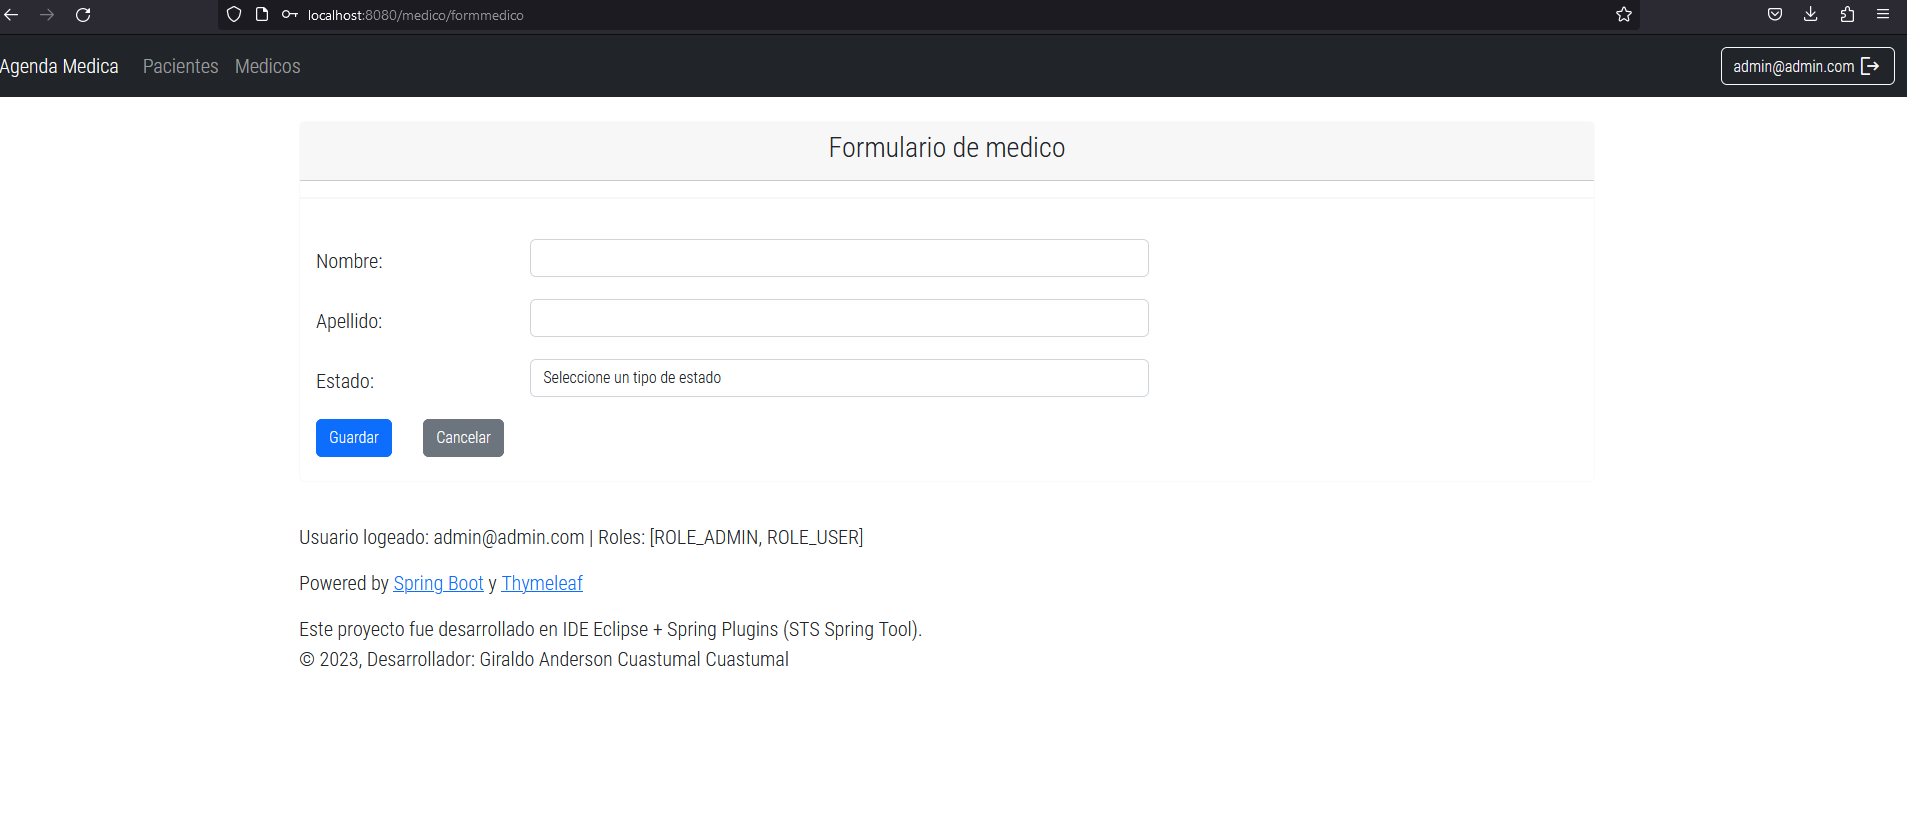 localhost:8080/medico/formmedico
Agenda Medica Pacientes Medicos admin@admin.com
Formulario de medico
Nombre:
Apellido:
Estado: Seleccione un tipo de estado
Guardar Cancelar
Usuario logeado: admin@admin.com | Roles: [ROLE_ADMIN, ROLE_USER]
Powered by Spring Boot y Thymeleaf
Este proyecto fue desarrollado en IDE Eclipse + Spring Plugins (STS Spring Tool).
© 2023, Desarrollador: Giraldo Anderson Cuastumal Cuastumal